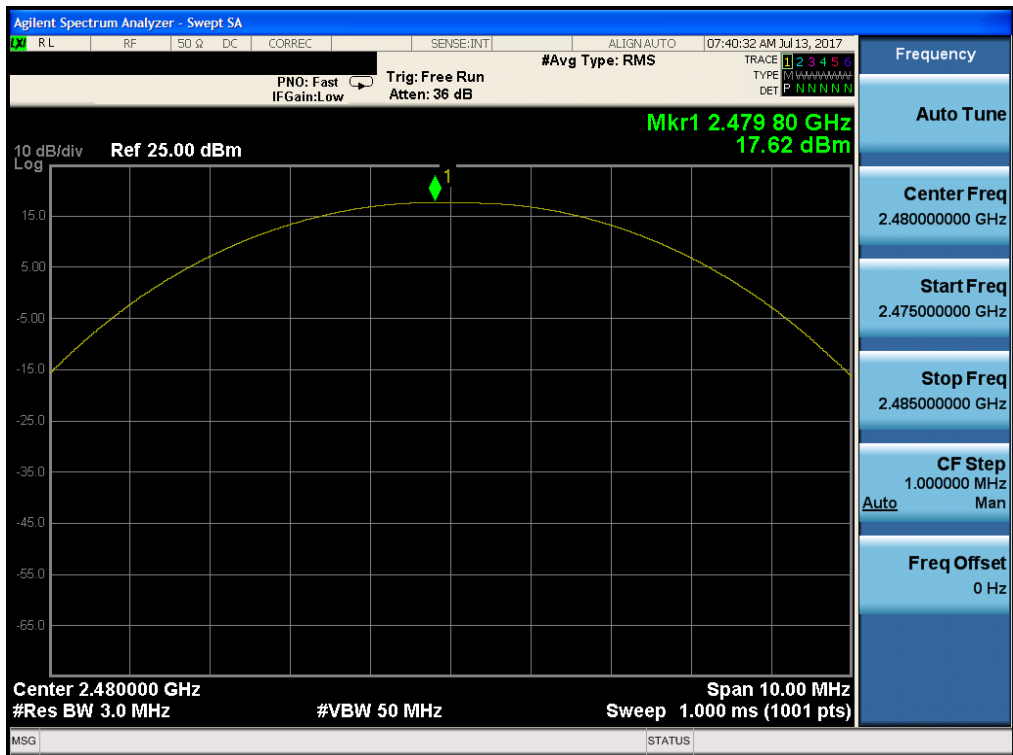 Agilent Spectrum Analyzer - Swept SA
LXI RL RF 50 Ω DC CORREC SENSE:INT ALIGN AUTO 07:40:32 AM Jul 13, 2017
#Avg Type: RMS TRACE 1 2 3 4 5 6
PNO: Fast Trig: Free Run TYPE M WWWWW
IFGain:Low Atten: 36 dB DET P N N N N N
Mkr1 2.479 80 GHz
17.62 dBm
10 dB/div Ref 25.00 dBm
Log
1
15.0
5.00
-5.00
-15.0
-25.0
-35.0
-45.0
-55.0
-65.0
Center 2.480000 GHz Span 10.00 MHz
#Res BW 3.0 MHz #VBW 50 MHz Sweep 1.000 ms (1001 pts)
MSG STATUS
Frequency
Auto Tune
Center Freq
2.480000000 GHz
Start Freq
2.475000000 GHz
Stop Freq
2.485000000 GHz
CF Step
1.000000 MHz
Auto Man
Freq Offset
0 Hz